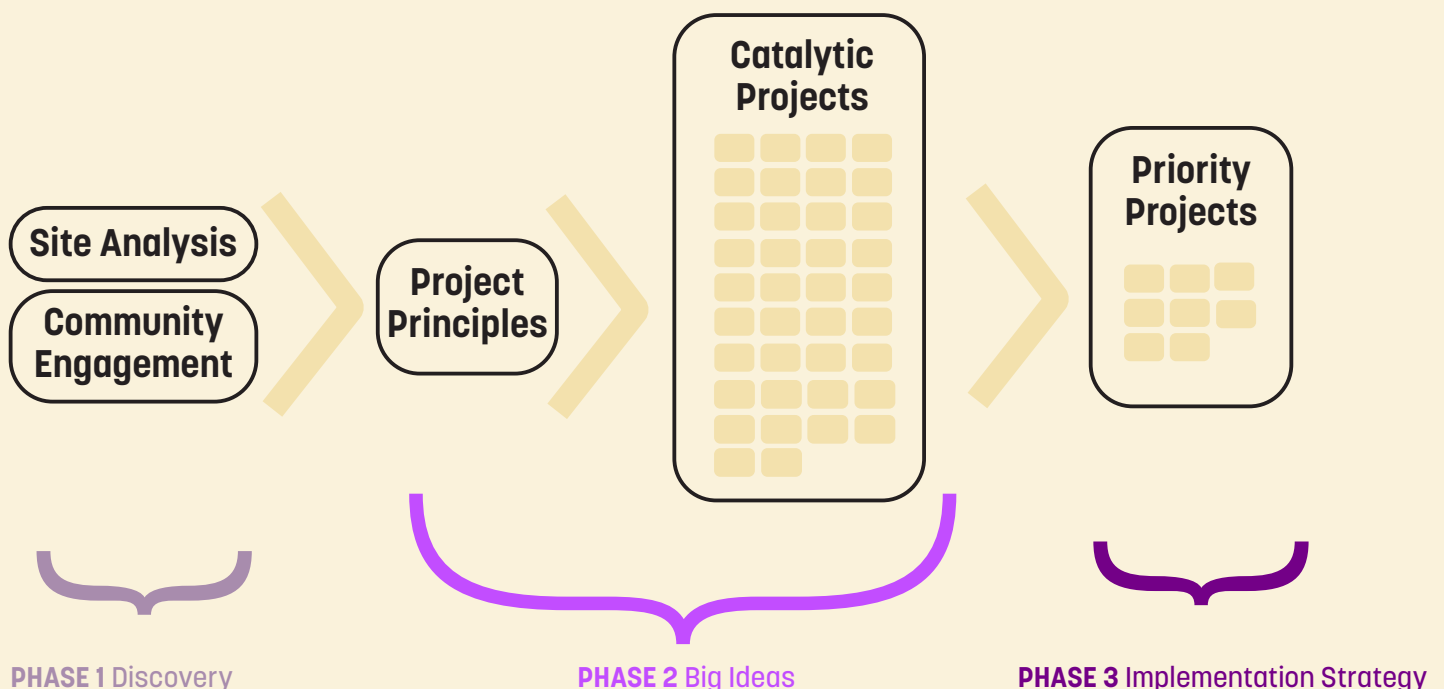 Site Analysis
Community
Engagement
Project
Principles
Catalytic
Projects
Priority
Projects
PHASE 1 Discovery
PHASE 2 Big Ideas
PHASE 3 Implementation Strategy